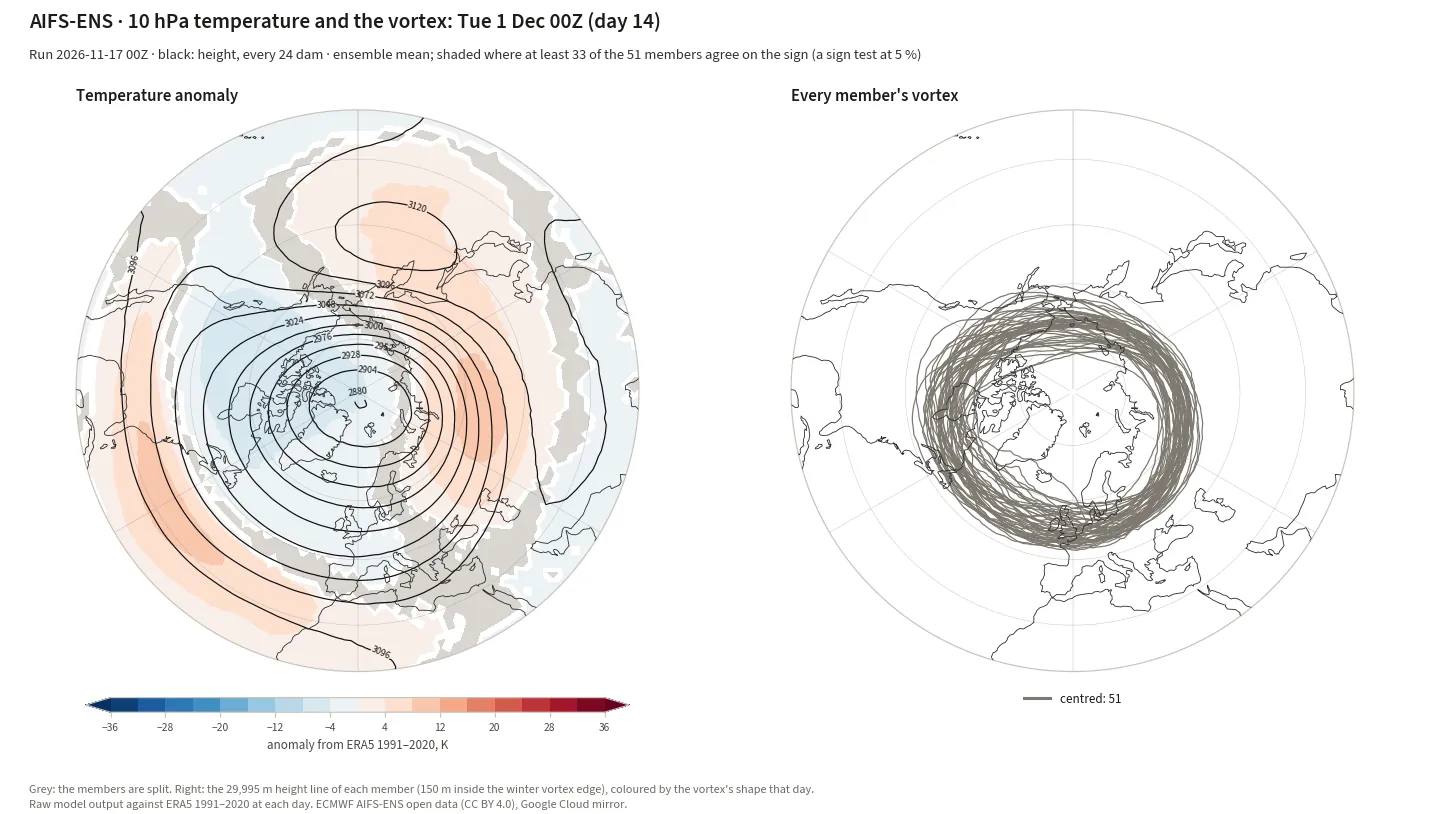 AIFS-ENS · 10 hPa temperature and the vortex: Tue 1 Dec 00Z (day 14)
Run 2026-11-17 00Z · black: height, every 24 dam · ensemble mean; shaded where at least 33 of the 51 members agree on the sign (a sign test at 5 %)
Temperature anomaly
Every member's vortex
3120
3096
3096
3072
3048
3024
3000
2976
2952
2928
2904
2880
3096
centred: 51
−36
−28
−20
−12
−4
4
12
20
28
36
anomaly from ERA5 1991–2020, K
Grey: the members are split. Right: the 29,995 m height line of each member (150 m inside the winter vortex edge), coloured by the vortex's shape that day.
Raw model output against ERA5 1991–2020 at each day. ECMWF AIFS-ENS open data (CC BY 4.0), Google Cloud mirror.